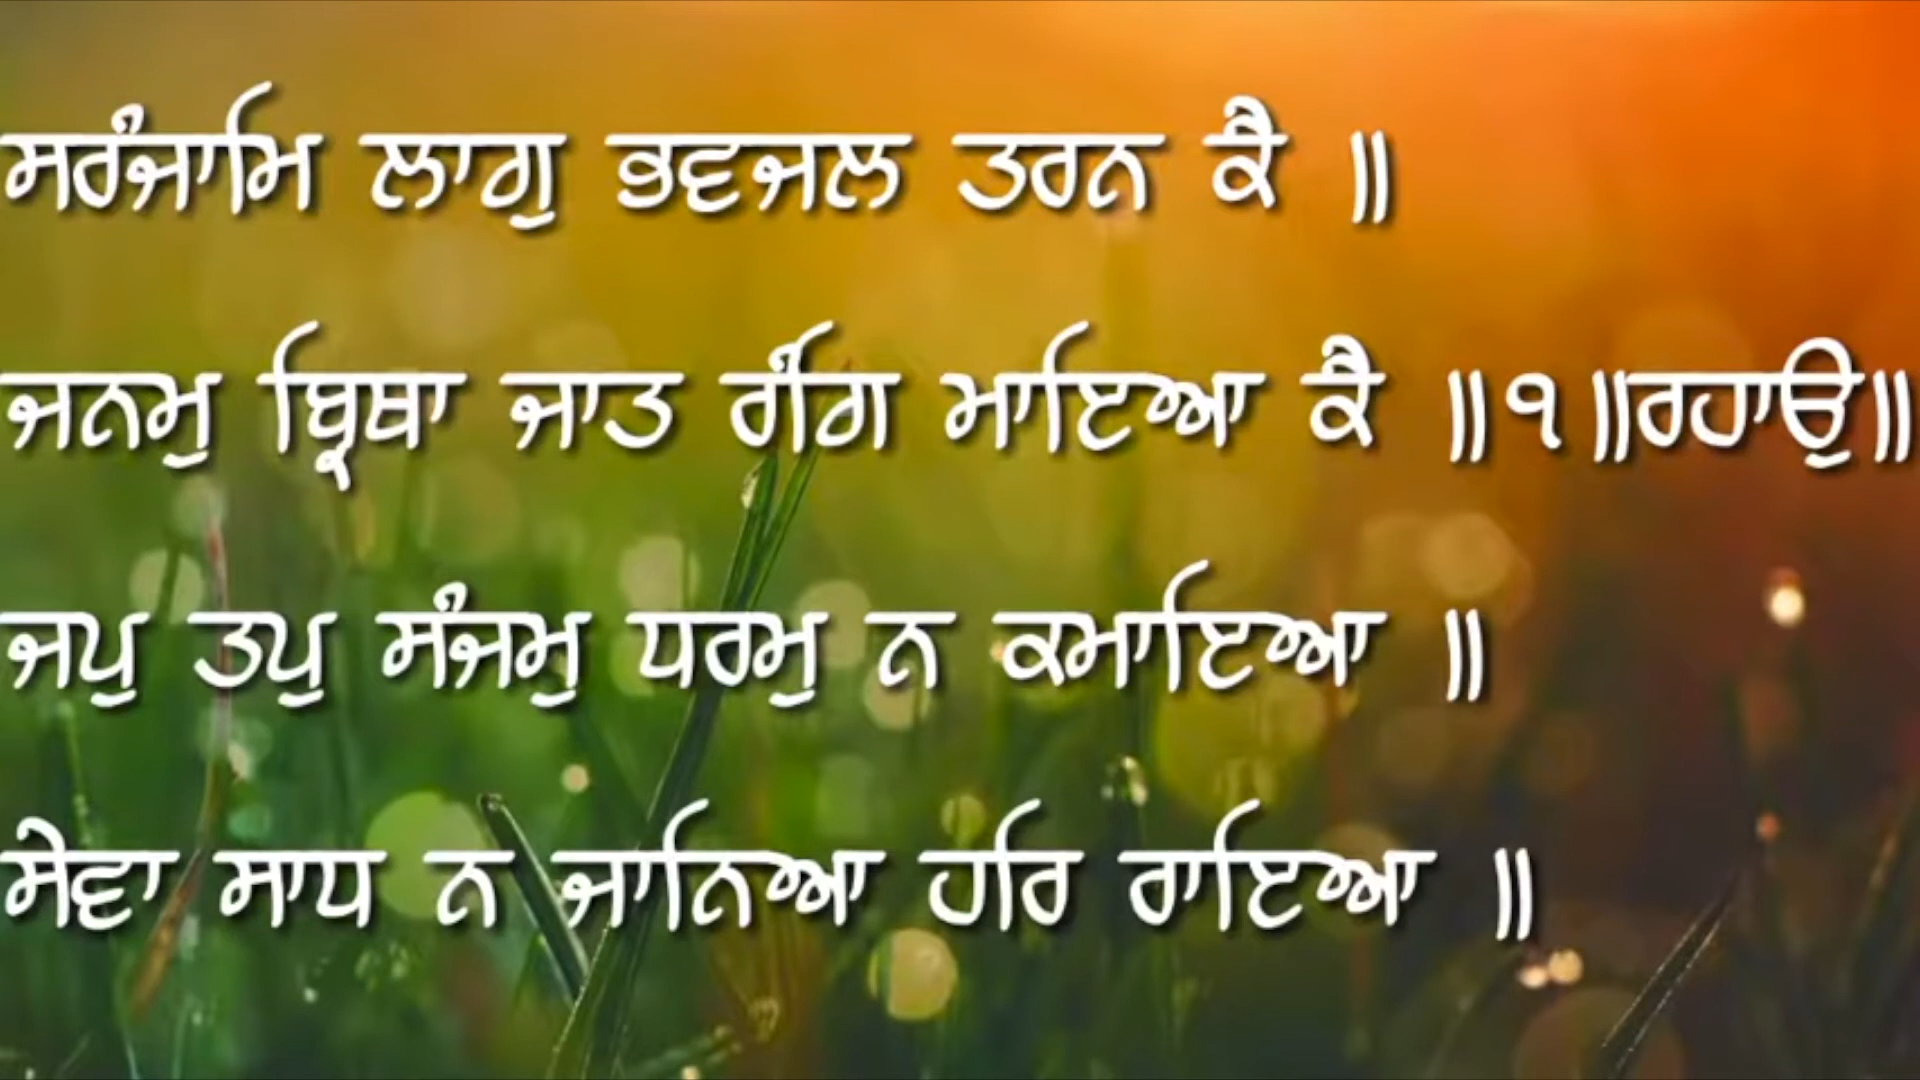 ਸਰੰਜਾਮਿ ਲਾਗੁ ਭਵਜਲ ਤਰਨ ਕੈ ॥
ਜਨਮੁ ਬ੍ਰਿਥਾ ਜਾਤ ਰੰਗਿ ਮਾਇਆ ਕੈ ॥੧॥ਰਹਾਉ॥
ਜਪੁ ਤਪੁ ਸੰਜਮੁ ਧਰਮੁ ਨ ਕਮਾਇਆ ॥
ਸੇਵਾ ਸਾਧ ਨ ਜਾਨਿਆ ਹਰਿ ਰਾਇਆ ॥